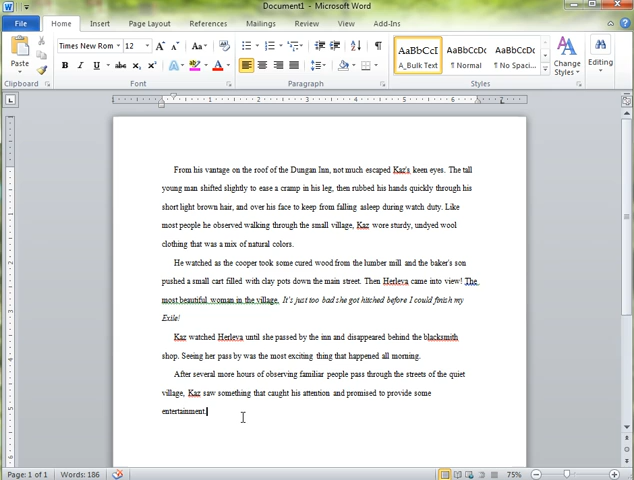 Document1 - Microsoft Word
File Home Insert Page Layout References Mailings Review View Add-Ins
Times New Rom 12 Aa
Paste B I U abc X₂ X² A AaBbCcI AaBbCcDc AaBbCcDc Change Styles Editing
A_Bulk Text ¶ Normal ¶ No Spaci...
Clipboard Font Paragraph Styles
From his vantage on the roof of the Dungan Inn, not much escaped Kaz's keen eyes. The tall
young man shifted slightly to ease a cramp in his leg, then rubbed his hands quickly through his
short light brown hair, and over his face to keep from falling asleep during watch duty. Like
most people he observed walking through the small village, Kaz wore sturdy, undyed wool
clothing that was a mix of natural colors.
He watched as the cooper took some cured wood from the lumber mill and the baker's son
pushed a small cart filled with clay pots down the main street. Then Herleva came into view! The
most beautiful woman in the village. It's just too bad she got hitched before I could finish my
Exile!
Kaz watched Herleva until she passed by the inn and disappeared behind the blacksmith
shop. Seeing her pass by was the most exciting thing that happened all morning.
After several more hours of observing familiar people pass through the streets of the quiet
village, Kaz saw something that caught his attention and promised to provide some
entertainment.
Page: 1 of 1 Words: 186 75%